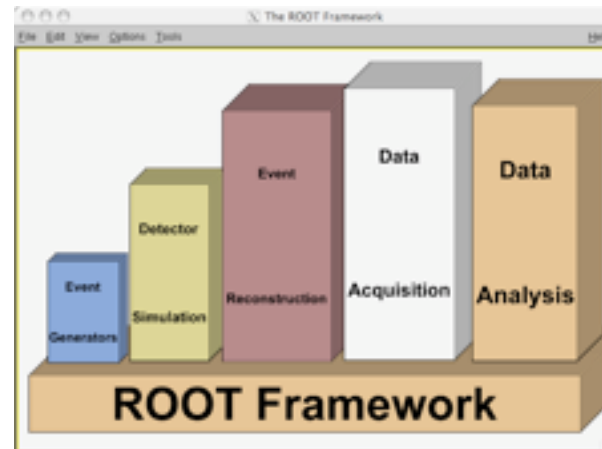 The ROOT Framework
File Edit View Options Tools
Event
Generators
Detector
Simulation
Event
Reconstruction
Data
Acquisition
Data
Analysis
ROOT Framework